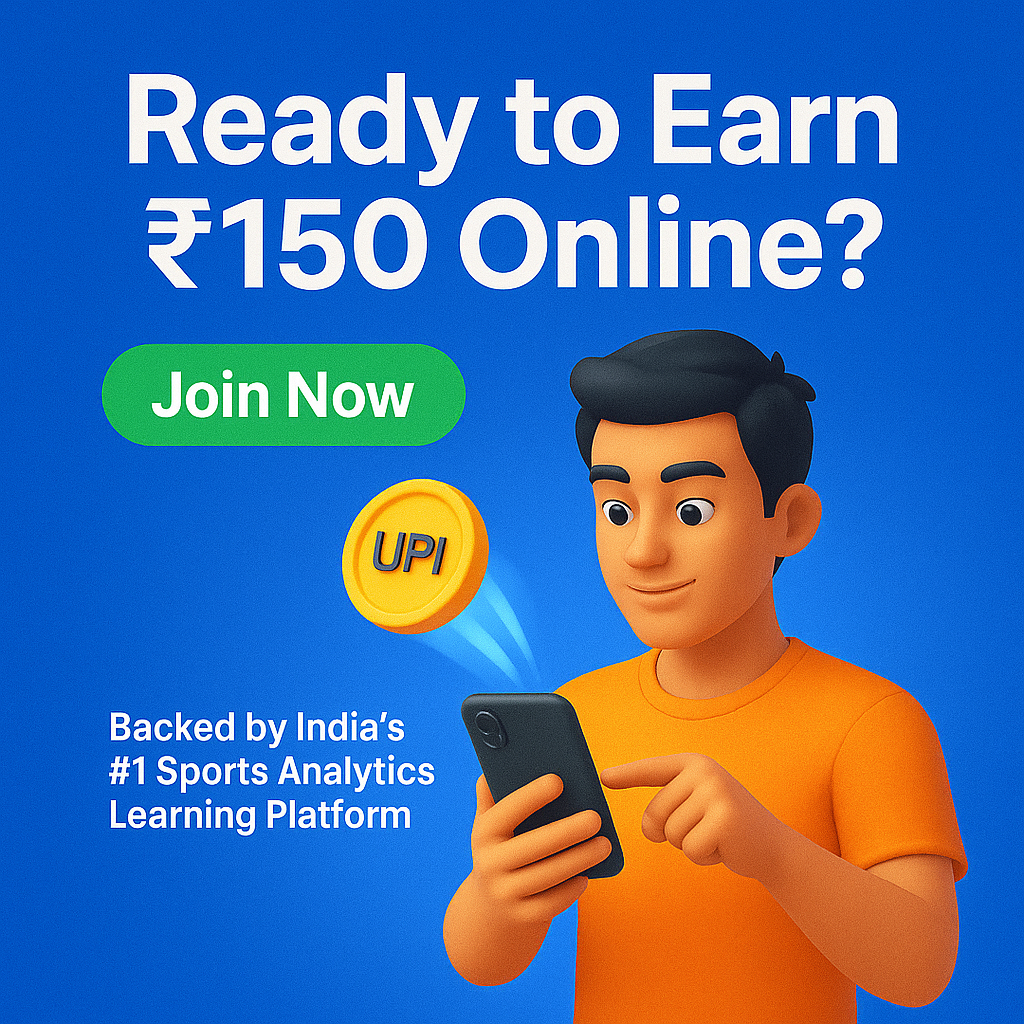 Ready to Earn
₹150 Online?
Join Now
UPI
Backed by India's
#1 Sports Analytics
Learning Platform